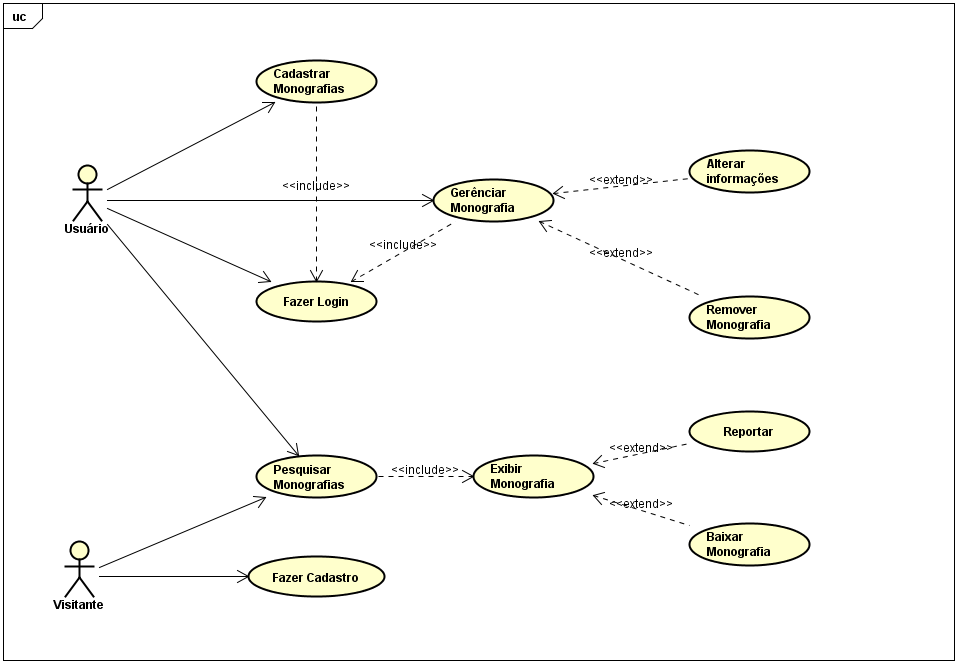 uc
Cadastrar
Monografias
Alterar
informações
<<extend>>
<<include>>
Gerênciar
Monografia
Usuário
<<include>>
<<extend>>
Fazer Login
Remover
Monografia
Reportar
<<extend>>
Pesquisar
Monografias
<<include>>
Exibir
Monografia
<<extend>>
Baixar
Monografia
Fazer Cadastro
Visitante